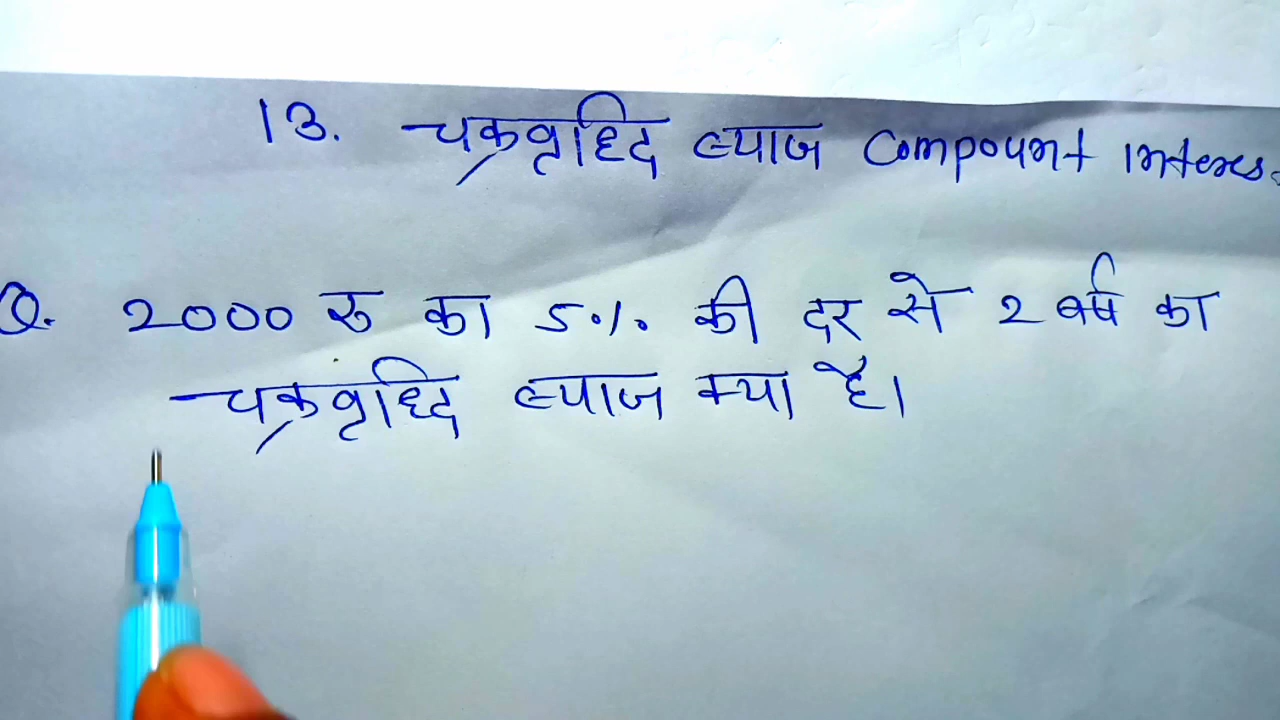 13. चक्रवृद्धि ब्याज Compount Interes
Q. 2000 रु का 5% की दर से 2 वर्ष का
चक्रवृद्धि ब्याज क्या है।